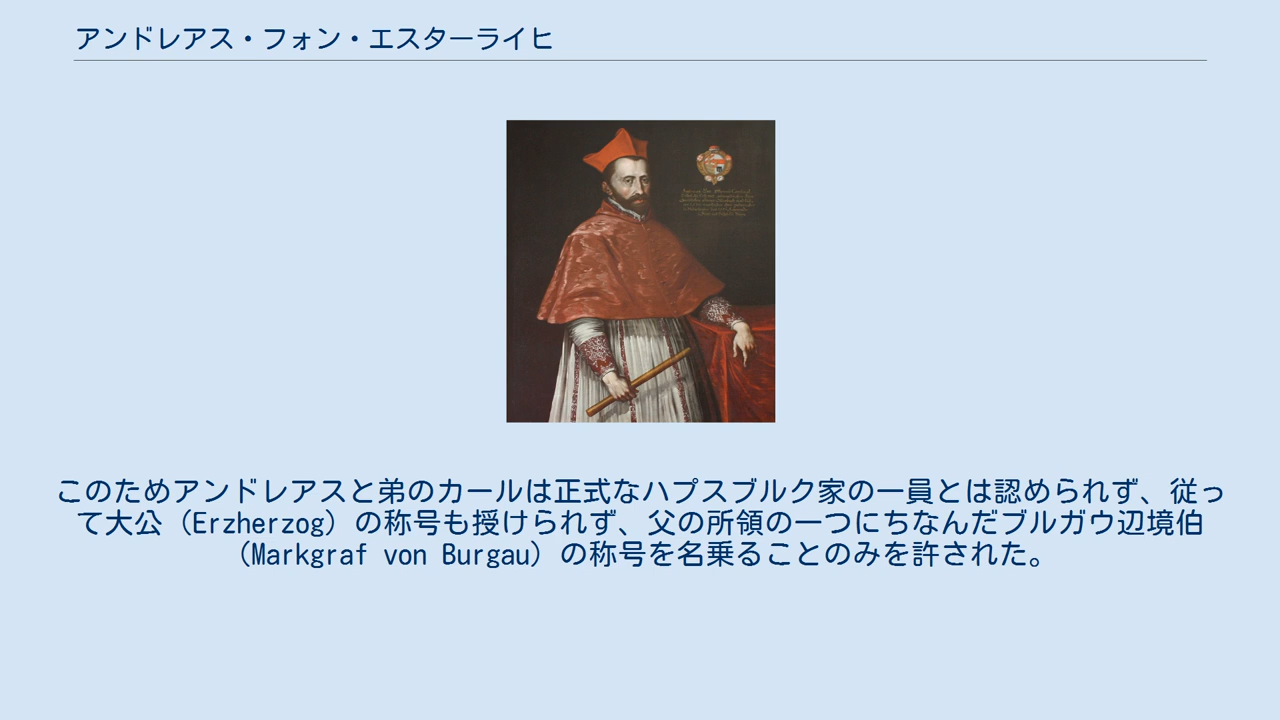 アンドレアス・フォン・エスターライヒ
このためアンドレアスと弟のカールは正式なハプスブルク家の一員とは認められず、従っ
て大公（Erzherzog）の称号も授けられず、父の所領の一つにちなんだブルガウ辺境伯
（Markgraf von Burgau）の称号を名乗ることのみを許された。